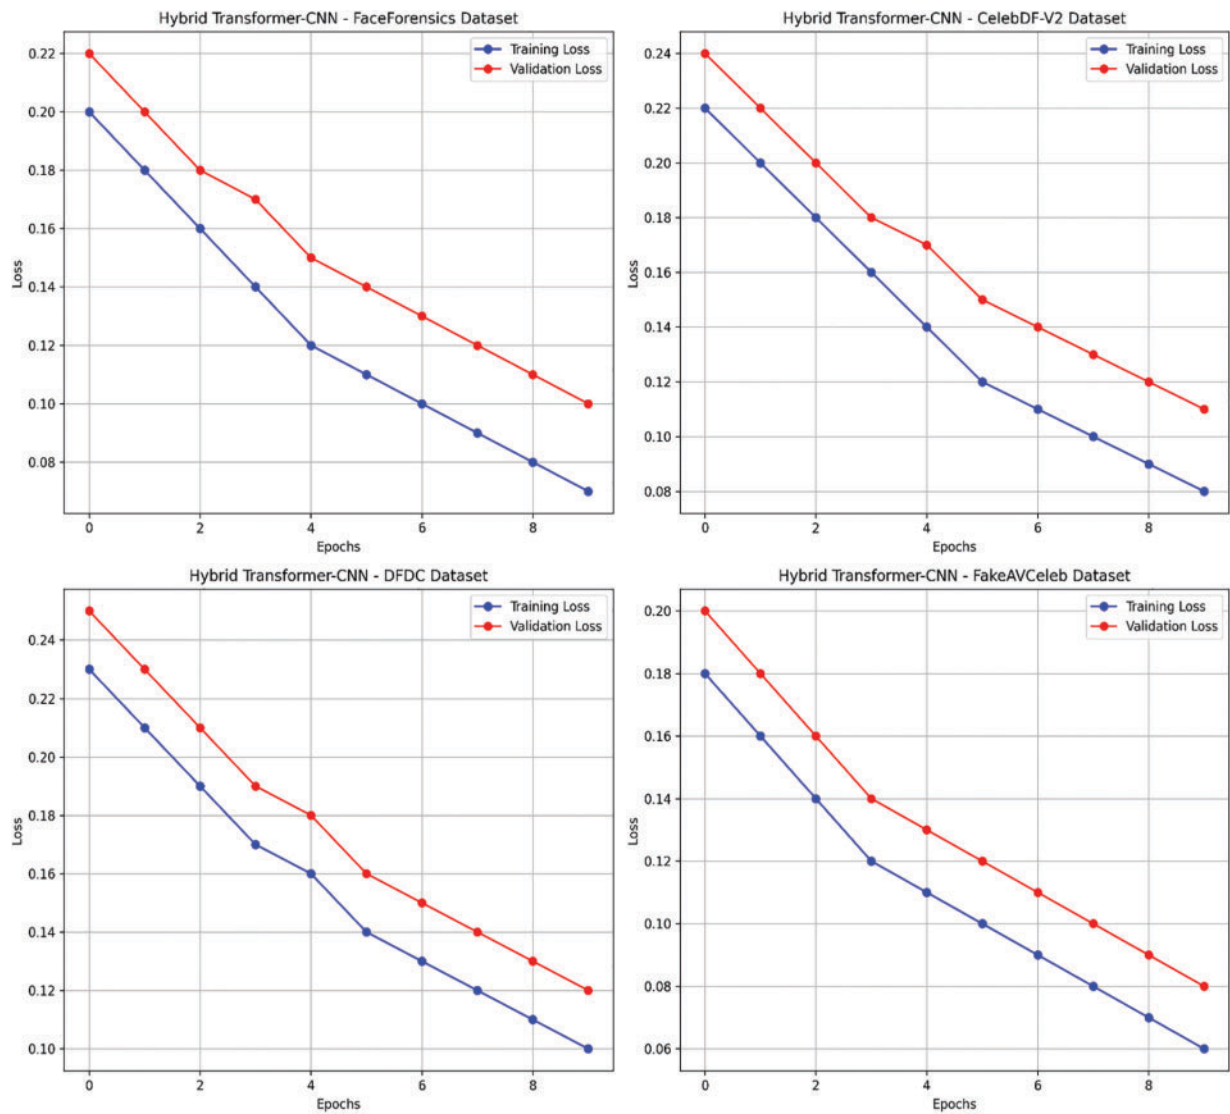 Hybrid Transformer-CNN - FaceForensics Dataset
Training Loss
Validation Loss
0.22
0.20
0.18
0.16
0.14
0.12
0.10
0.08
Loss
0 2 4 6 8
Epochs
Hybrid Transformer-CNN - CelebDF-V2 Dataset
Training Loss
Validation Loss
0.24
0.22
0.20
0.18
0.16
0.14
0.12
0.10
0.08
Loss
0 2 4 6 8
Epochs
Hybrid Transformer-CNN - DFDC Dataset
Training Loss
Validation Loss
0.24
0.22
0.20
0.18
0.16
0.14
0.12
0.10
Loss
0 2 4 6 8
Epochs
Hybrid Transformer-CNN - FakeAVCeleb Dataset
Training Loss
Validation Loss
0.20
0.18
0.16
0.14
0.12
0.10
0.08
0.06
Loss
0 2 4 6 8
Epochs